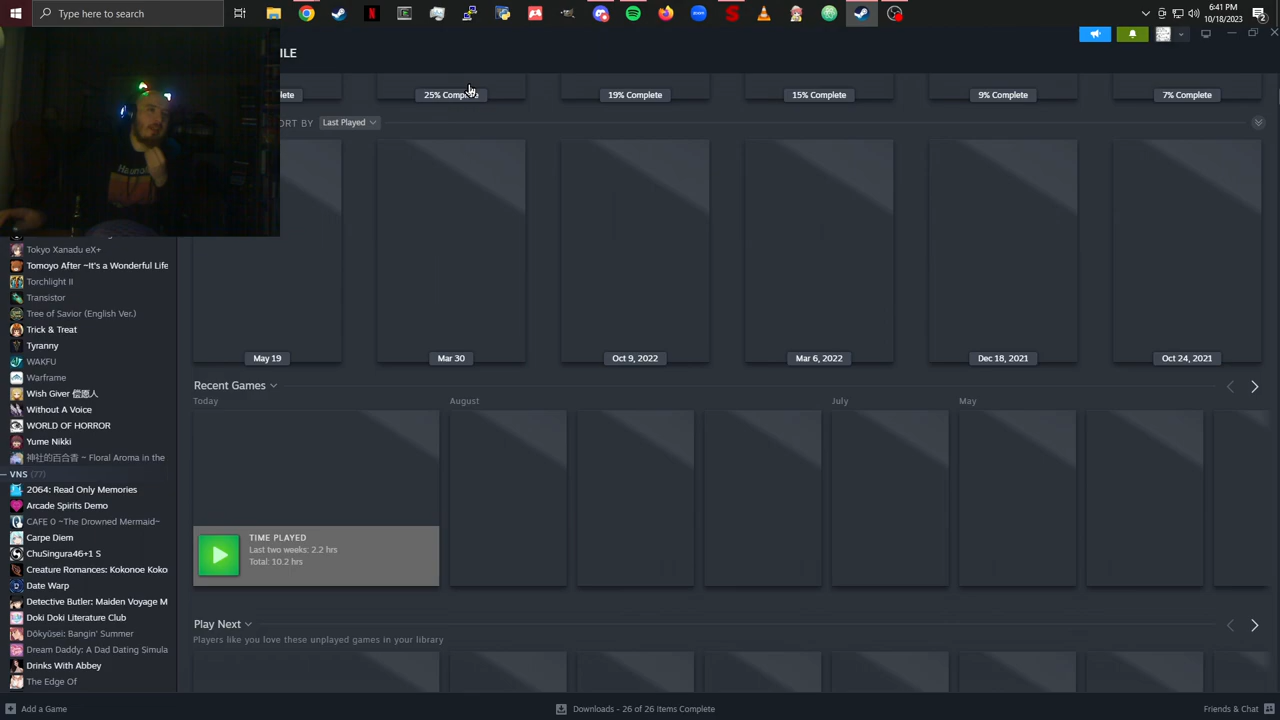 Type here to search
6:41 PM
10/18/2023
2
ILE
lete
25% Comple
19% Complete
15% Complete
9% Complete
7% Complete
ORT BY
Last Played
May 19
Mar 30
Oct 9, 2022
Mar 6, 2022
Dec 18, 2021
Oct 24, 2021
Tokyo Xanadu eX+
Tomoyo After ~It's a Wonderful Life
Torchlight II
Transistor
Tree of Savior (English Ver.)
Trick & Treat
Tyranny
WAKFU
Warframe
Wish Giver 偿愿人
Without A Voice
WORLD OF HORROR
Yume Nikki
神社的百合香 ~ Floral Aroma in the
VNS (77)
2064: Read Only Memories
Arcade Spirits Demo
CAFE 0 ~The Drowned Mermaid~
Carpe Diem
ChuSingura46+1 S
Creature Romances: Kokonoe Koko
Date Warp
Detective Butler: Maiden Voyage M
Doki Doki Literature Club
Dōkyūsei: Bangin' Summer
Dream Daddy: A Dad Dating Simula
Drinks With Abbey
The Edge Of
Recent Games
Today
August
July
May
TIME PLAYED
Last two weeks: 2.2 hrs
Total: 10.2 hrs
Play Next
Players like you love these unplayed games in your library
Add a Game
Downloads - 26 of 26 Items Complete
Friends & Chat